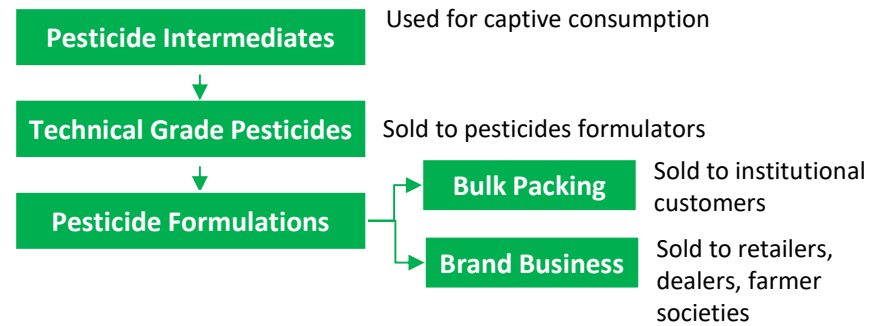 Pesticide Intermediates
Used for captive consumption
Technical Grade Pesticides
Sold to pesticides formulators
Pesticide Formulations
Bulk Packing
Sold to institutional
customers
Brand Business
Sold to retailers,
dealers, farmer
societies